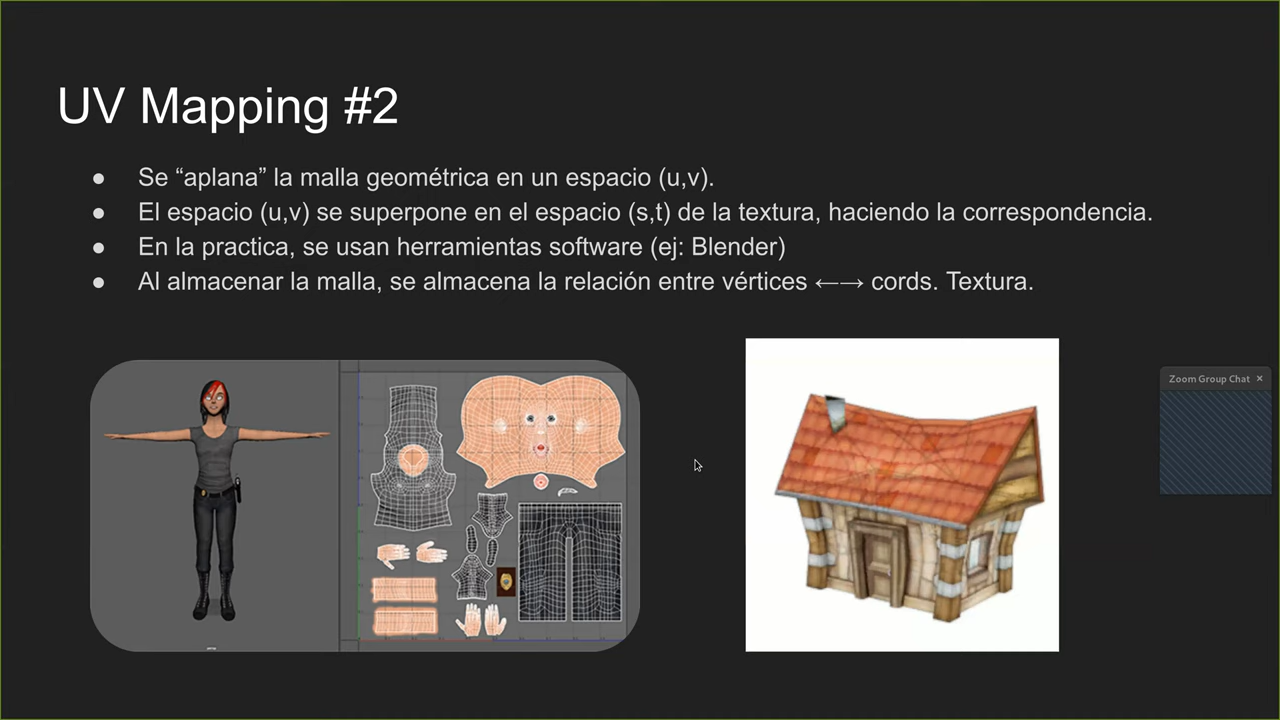 UV Mapping #2
● Se “aplana” la malla geométrica en un espacio (u,v).
● El espacio (u,v) se superpone en el espacio (s,t) de la textura, haciendo la correspondencia.
● En la practica, se usan herramientas software (ej: Blender)
● Al almacenar la malla, se almacena la relación entre vértices ←→ cords. Textura.
Zoom Group Chat ×